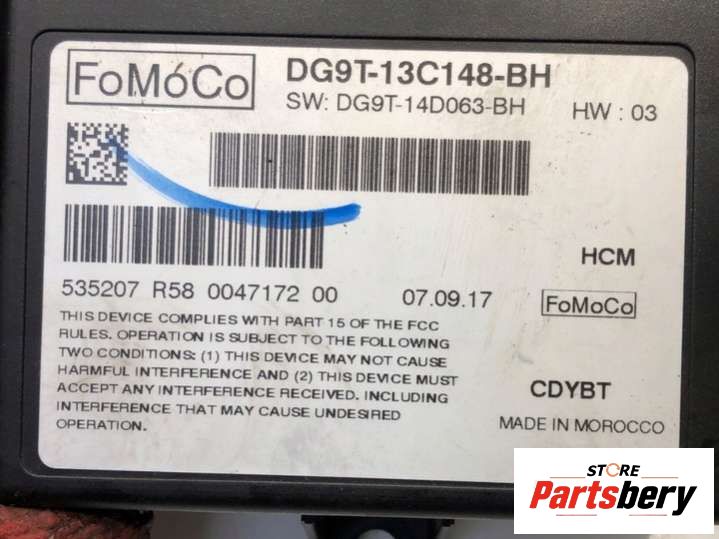 FoMoCo
DG9T-13C148-BH
SW: DG9T-14D063-BH HW : 03
HCM
535207 R58 0047172 00 07.09.17
FoMoCo
THIS DEVICE COMPLIES WITH PART 15 OF THE FCC
RULES. OPERATION IS SUBJECT TO THE FOLLOWING
TWO CONDITIONS: (1) THIS DEVICE MAY NOT CAUSE
HARMFUL INTERFERENCE AND (2) THIS DEVICE MUST
ACCEPT ANY INTERFERENCE RECEIVED. INCLUDING
INTERFERENCE THAT MAY CAUSE UNDESIRED
OPERATION.
CDYBT
MADE IN MOROCCO
STORE
Partsbery